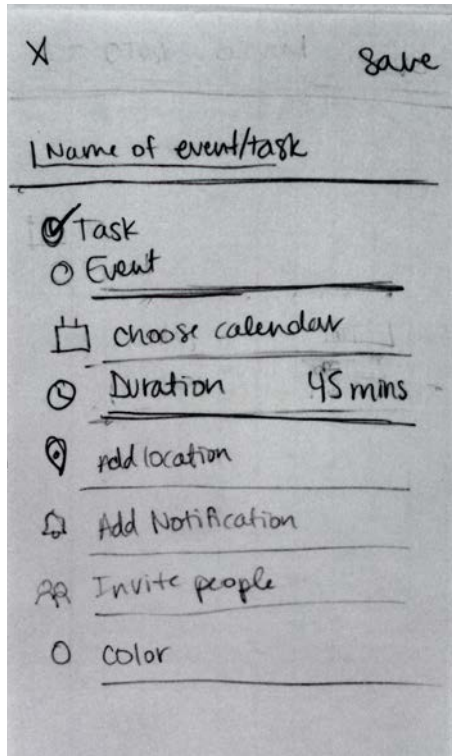 X Save
Name of event/task
Task
Event
Choose calendar
Duration 45 mins
Add location
Add Notification
Invite people
Color